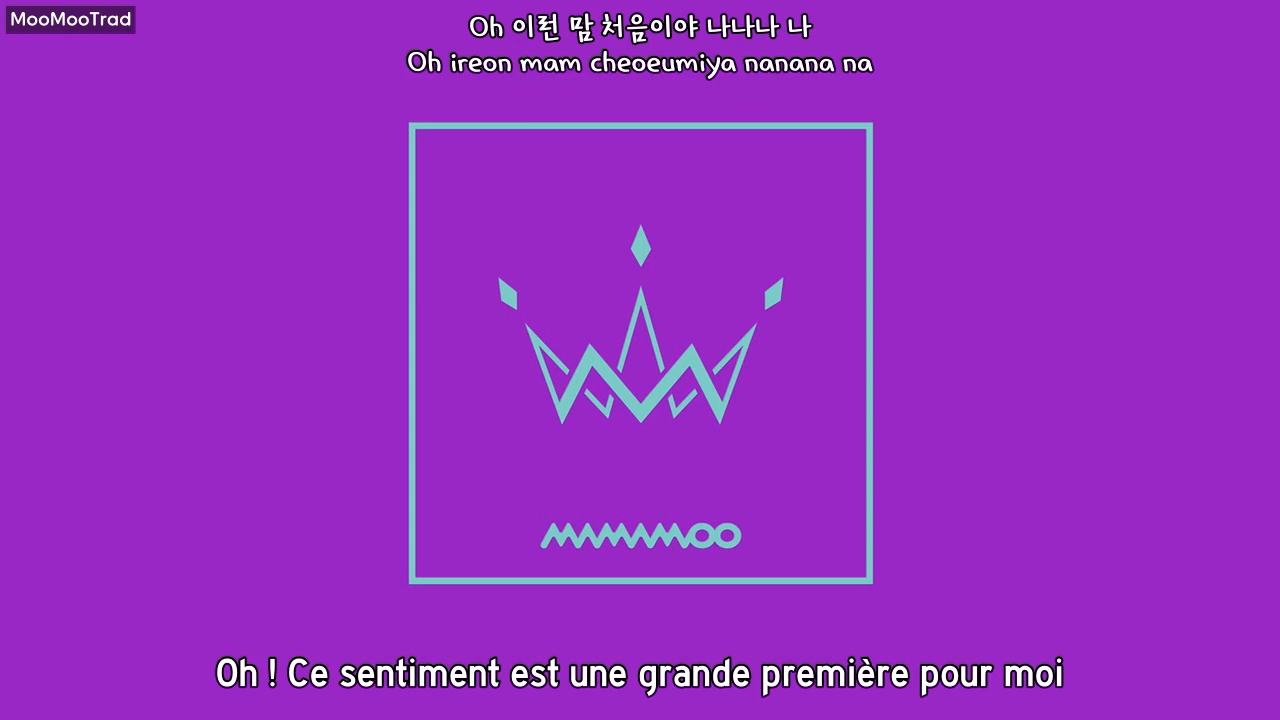 MooMooTrad
Oh 이런 맘 처음이야 나나나 나
Oh ireon mam cheoeumiya nanana na
MAMAMOO
Oh ! Ce sentiment est une grande première pour moi